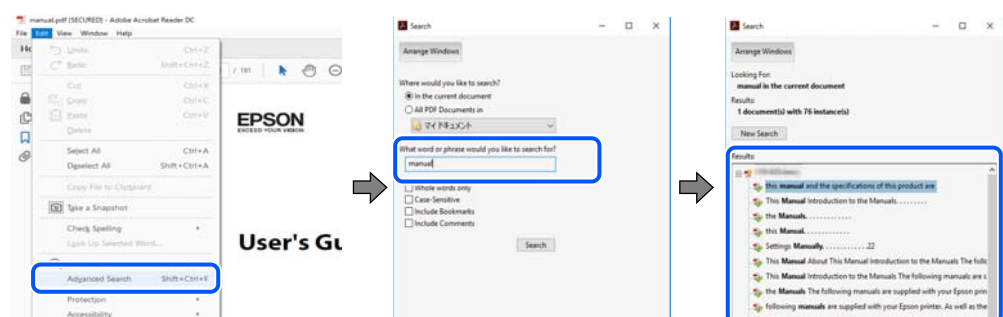 manual.pdf (SECURED) - Adobe Acrobat Reader DC
File Edit View Window Help
Undo Ctrl+Z
Redo Shift+Ctrl+Z
/ 181
Cut Ctrl+X
Copy Ctrl+C
Paste Ctrl+V
Delete
Select All Ctrl+A
Deselect All Shift+Ctrl+A
Copy File to Clipboard
Take a Snapshot
Check Spelling
Look Up Selected Word...
Advanced Search Shift+Ctrl+F
Protection
Accessibility
EPSON
EXCEED YOUR VISION
User's Gu
Search
Arrange Windows
Where would you like to search?
In the current document
All PDF Documents in
マイドキュメント
What word or phrase would you like to search for?
manual
Whole words only
Case-Sensitive
Include Bookmarks
Include Comments
Search
Search
Arrange Windows
Looking For:
manual in the current document
Results:
1 document(s) with 76 instance(s)
New Search
Results:
this manual and the specifications of this product are
This Manual Introduction to the Manuals. . . . . . . . .
the Manuals. . . . . . . . . . . . .
this Manual. . . . . . . . . . . . .
Settings Manually. . . . . . . . . . . .22
This Manual About This Manual Introduction to the Manuals The follo
This Manual Introduction to the Manuals The following manuals are s
the Manuals The following manuals are supplied with your Epson prin
following manuals are supplied with your Epson printer. As well as the